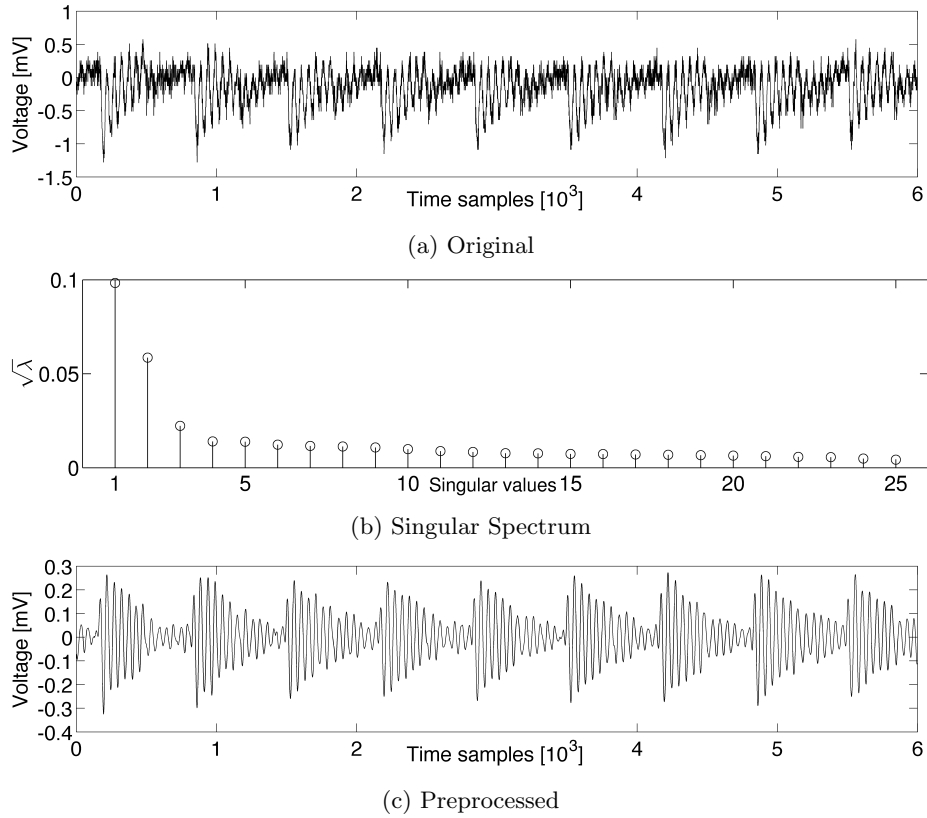 1
0.5
0
-0.5
-1
-1.5
Voltage [mV]
0 1 2 4 5 6
Time samples [10^3]
(a) Original
0.1
0.05
0
√λ
1 5 10 15 20 25
Singular values
(b) Singular Spectrum
0.3
0.2
0.1
0
-0.1
-0.2
-0.3
-0.4
Voltage [mV]
0 1 2 4 5 6
Time samples [10^3]
(c) Preprocessed